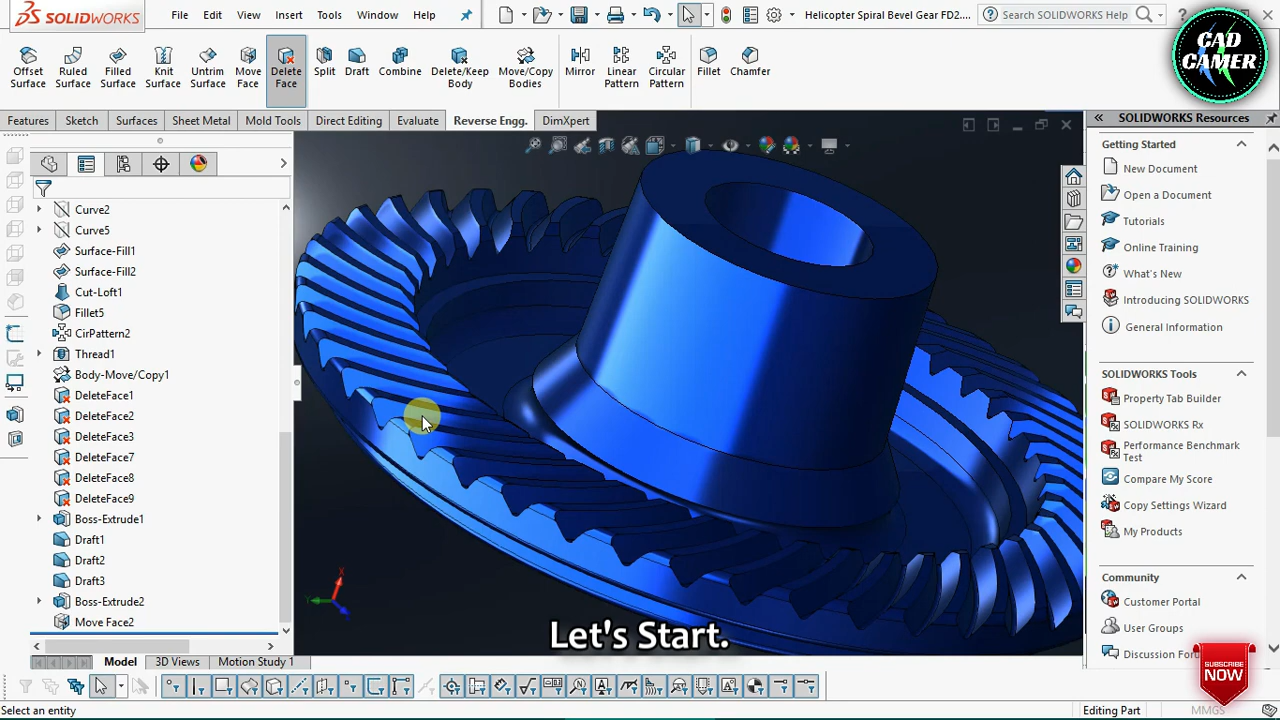 SOLIDWORKS
File
Edit
View
Insert
Tools
Window
Help
Helicopter Spiral Bevel Gear FD2....
Search SOLIDWORKS Help
CAD
CAMER
Offset
Surface
Ruled
Surface
Filled
Surface
Knit
Surface
Untrim
Surface
Move
Face
Delete
Face
Split
Draft
Combine
Delete/Keep
Body
Move/Copy
Bodies
Mirror
Linear
Pattern
Circular
Pattern
Fillet
Chamfer
Features
Sketch
Surfaces
Sheet Metal
Mold Tools
Direct Editing
Evaluate
Reverse Engg.
DimXpert
Curve2
Curve5
Surface-Fill1
Surface-Fill2
Cut-Loft1
Fillet5
CirPattern2
Thread1
Body-Move/Copy1
DeleteFace1
DeleteFace2
DeleteFace3
DeleteFace7
DeleteFace8
DeleteFace9
Boss-Extrude1
Draft1
Draft2
Draft3
Boss-Extrude2
Move Face2
Let's Start.
SOLIDWORKS Resources
Getting Started
New Document
Open a Document
Tutorials
Online Training
What's New
Introducing SOLIDWORKS
General Information
SOLIDWORKS Tools
Property Tab Builder
SOLIDWORKS Rx
Performance Benchmark
Test
Compare My Score
Copy Settings Wizard
My Products
Community
Customer Portal
User Groups
Discussion Foru
SUBSCRIBE
NOW
Model
3D Views
Motion Study 1
Select an entity
Editing Part
MMGS